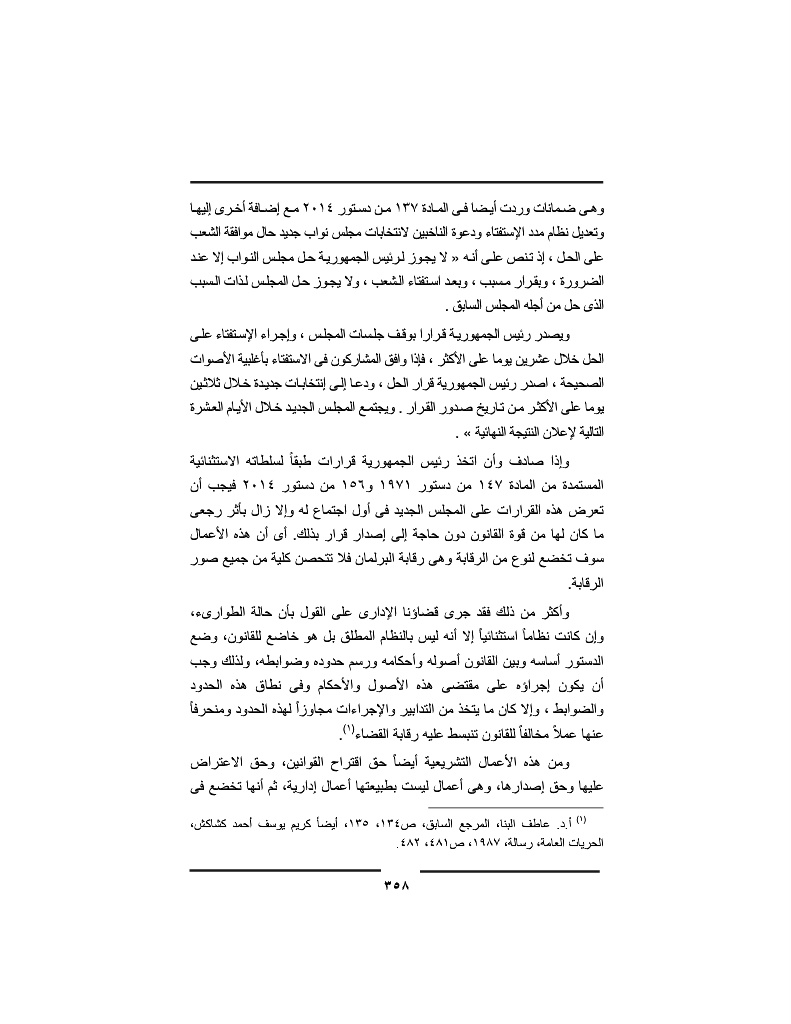 وهى ضمانات وردت أيضا فى المادة ١٣٧ من دستور ٢٠١٤ مع إضافة أخرى إليها
وتعديل نظام مدد الإستفتاء ودعوة الناخبين لانتخابات مجلس نواب جديد حال موافقة الشعب
على الحل ، إذ تنص على أنه « لا يجوز لرئيس الجمهورية حل مجلس النواب إلا عند
الضرورة ، وبقرار مسبب ، وبعد استفتاء الشعب ، ولا يجوز حل المجلس لذات السبب
الذى حل من أجله المجلس السابق .
ويصدر رئيس الجمهورية قرارا بوقف جلسات المجلس ، وإجراء الإستفتاء على
الحل خلال عشرين يوما على الأكثر ، فإذا وافق المشاركون فى الاستفتاء بأغلبية الأصوات
الصحيحة ، اصدر رئيس الجمهورية قرار الحل ، ودعا إلى إنتخابات جديدة خلال ثلاثين
يوما على الأكثر من تاريخ صدور القرار . ويجتمع المجلس الجديد خلال الأيام العشرة
التالية لإعلان النتيجة النهائية » .
وإذا صادف وأن اتخذ رئيس الجمهورية قرارات طبقاً لسلطاته الاستثنائية
المستمدة من المادة ١٤٧ من دستور ١٩٧١ و١٥٦ من دستور ٢٠١٤ فيجب أن
تعرض هذه القرارات على المجلس الجديد فى أول اجتماع له وإلا زال بأثر رجعى
ما كان لها من قوة القانون دون حاجة إلى إصدار قرار بذلك. أى أن هذه الأعمال
سوف تخضع لنوع من الرقابة وهى رقابة البرلمان فلا تتحصن كلية من جميع صور
الرقابة.
وأكثر من ذلك فقد جرى قضاؤنا الإدارى على القول بأن حالة الطوارىء،
وإن كانت نظاماً استثنائياً إلا أنه ليس بالنظام المطلق بل هو خاضع للقانون، وضع
الدستور أساسه وبين القانون أصوله وأحكامه ورسم حدوده وضوابطه، ولذلك وجب
أن يكون إجراؤه على مقتضى هذه الأصول والأحكام وفى نطاق هذه الحدود
والضوابط ، وإلا كان ما يتخذ من التدابير والإجراءات مجاوزاً لهذه الحدود ومنحرفاً
عنها عملاً مخالفاً للقانون تنبسط عليه رقابة القضاء(١).
ومن هذه الأعمال التشريعية أيضاً حق اقتراح القوانين، وحق الاعتراض
عليها وحق إصدارها، وهى أعمال ليست بطبيعتها أعمال إدارية، ثم أنها تخضع فى
(١) أ.د. عاطف البنا، المرجع السابق، ص١٣٤، ١٣٥، أيضاً كريم يوسف أحمد كشاكش،
الحريات العامة، رسالة، ١٩٨٧، ص٤٨١، ٤٨٢.
٣٥٨